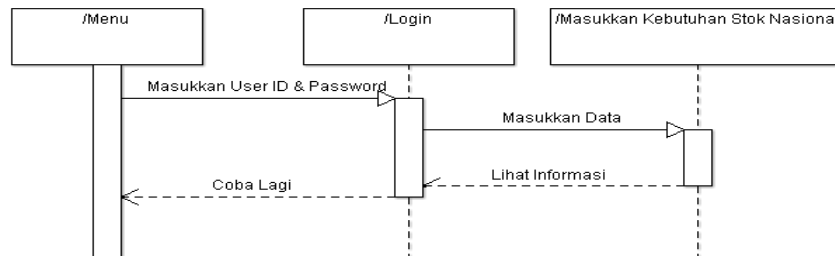 /Menu
/Login
/Masukkan Kebutuhan Stok Nasiona
Masukkan User ID & Password
Masukkan Data
Lihat Informasi
Coba Lagi